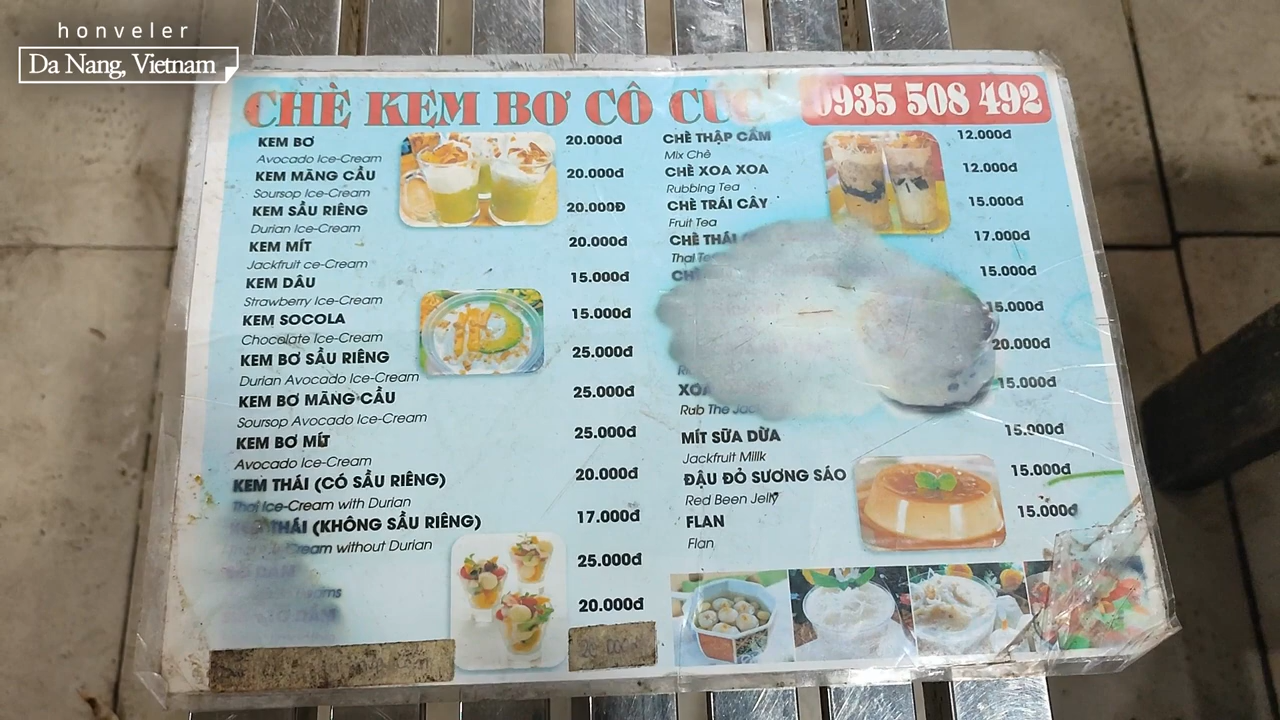 honveler
Da Nang, Vietnam
CHÈ KEM BƠ CÔ CÚC
0935 508 492
KEM BƠ 20.000đ
Avocado Ice-Cream
KEM MÃNG CẦU 20.000đ
Soursop Ice-Cream
KEM SẦU RIÊNG 20.000Đ
Durian Ice-Cream
KEM MÍT 20.000đ
Jackfruit ce-Cream
KEM DÂU 15.000đ
Strawberry Ice-Cream
KEM SOCOLA 15.000đ
Chocolate Ice-Cream
KEM BƠ SẦU RIÊNG 25.000đ
Durian Avocado Ice-Cream
KEM BƠ MÃNG CẦU 25.000đ
Soursop Avocado Ice-Cream
KEM BƠ MÍT 25.000đ
Avocado Ice-Cream
KEM THÁI (CÓ SẦU RIÊNG) 20.000đ
Thai Ice-Cream with Durian
THÁI (KHÔNG SẦU RIÊNG) 17.000đ
Cream without Durian
25.000đ
20.000đ
CHÈ THẬP CẨM 12.000đ
Mix Chè
CHÈ XOA XOA 12.000đ
Rubbing Tea
CHÈ TRÁI CÂY 15.000đ
Fruit Tea
CHÈ THÁI 17.000đ
Thai
15.000đ
15.000đ
20.000đ
XOA 15.000đ
Rub The
MÍT SỮA DỪA 15.000đ
Jackfruit Millk
ĐẬU ĐỎ SƯƠNG SÁO 15.000đ
Red Been Jelly
FLAN 15.000đ
Flan